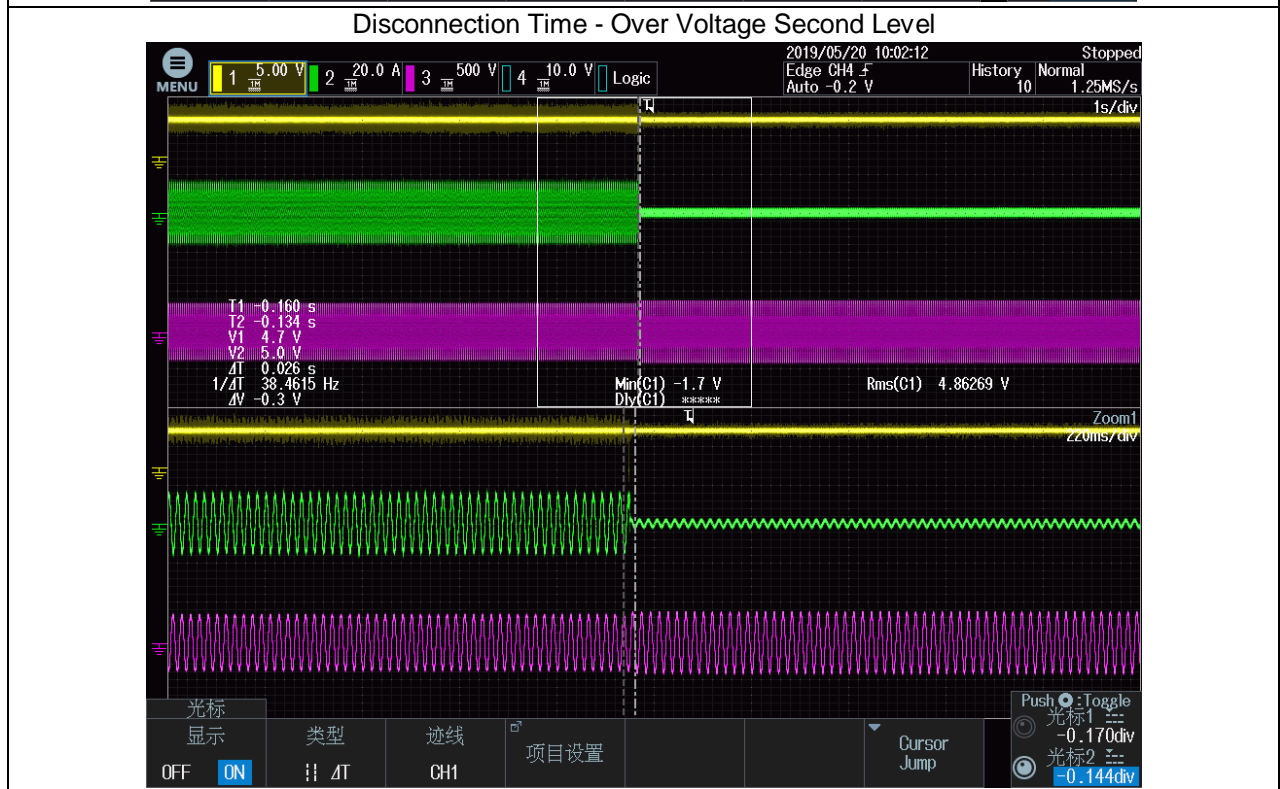 Disconnection Time - Over Voltage Second Level
2019/05/20 10:02:12 Stopped
MENU 1 1M 5.00 V 2 1M 20.0 A 3 1M 500 V 4 1M 10.0 V Logic Edge CH4 History Normal
Auto -0.2 V 10 1.25MS/s
1s/div
T1 -0.160 s
T2 -0.134 s
V1 4.7 V
V2 5.0 V
ΔT 0.026 s
1/ΔT 38.4615 Hz Min(C1) -1.7 V Rms(C1) 4.86269 V
ΔV -0.3 V Dly(C1) *****
Zoom1
220ms/div
光标 Push :Toggle
显示 类型 迹线 项目设置 Cursor Jump 光标1
-0.170div
OFF ON ΔT CH1 光标2
-0.144div